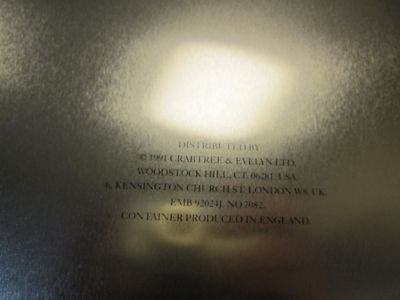 DISTRIBUTED BY
© 1991 CRABTREE & EVELYN LTD.
WOODSTOCK HILL, CT. 06281 USA
6, KENSINGTON CHURCH ST. LONDON W8. UK.
EMB 92024J. NO 7082.
CONTAINER PRODUCED IN ENGLAND.